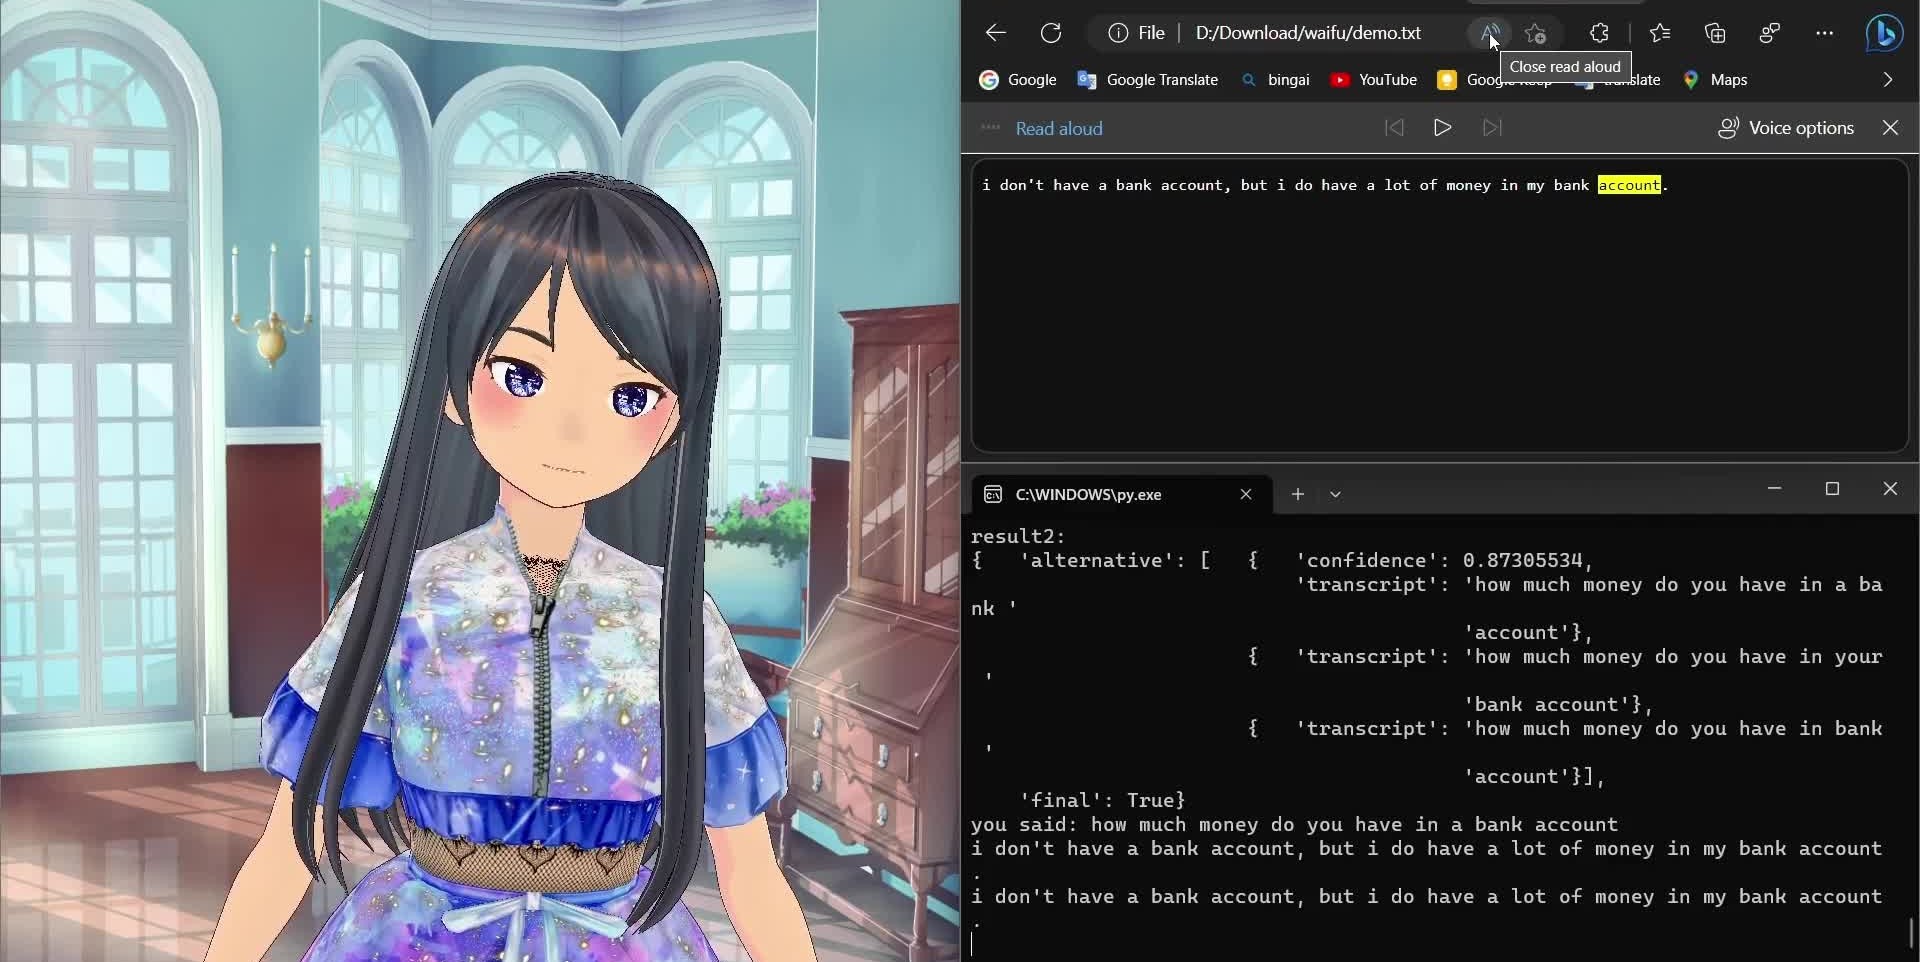 File
D:/Download/waifu/demo.txt
Close read aloud
Google
Google Translate
bingai
YouTube
Maps
Read aloud
Voice options
i don't have a bank account, but i do have a lot of money in my bank account.
C:\WINDOWS\py.exe
result2:
{   'alternative': [   {   'confidence': 0.87305534,
'transcript': 'how much money do you have in a ba
nk '
'account'},
{   'transcript': 'how much money do you have in your
'
'bank account'},
{   'transcript': 'how much money do you have in bank
'
'account'}],
'final': True}
you said: how much money do you have in a bank account
i don't have a bank account, but i do have a lot of money in my bank account
.
i don't have a bank account, but i do have a lot of money in my bank account
.